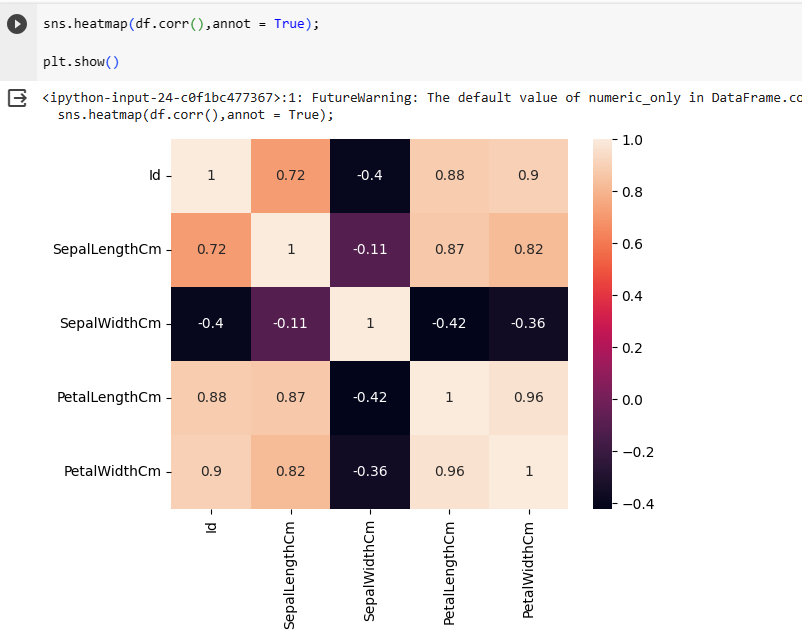 sns.heatmap(df.corr(),annot = True);
plt.show()
<ipython-input-24-c0f1bc477367>:1: FutureWarning: The default value of numeric_only in DataFrame.co
sns.heatmap(df.corr(),annot = True);
Id 1 0.72 -0.4 0.88 0.9
SepalLengthCm 0.72 1 -0.11 0.87 0.82
SepalWidthCm -0.4 -0.11 1 -0.42 -0.36
PetalLengthCm 0.88 0.87 -0.42 1 0.96
PetalWidthCm 0.9 0.82 -0.36 0.96 1
Id
SepalLengthCm
SepalWidthCm
PetalLengthCm
PetalWidthCm
1.0
0.8
0.6
0.4
0.2
0.0
−0.2
−0.4